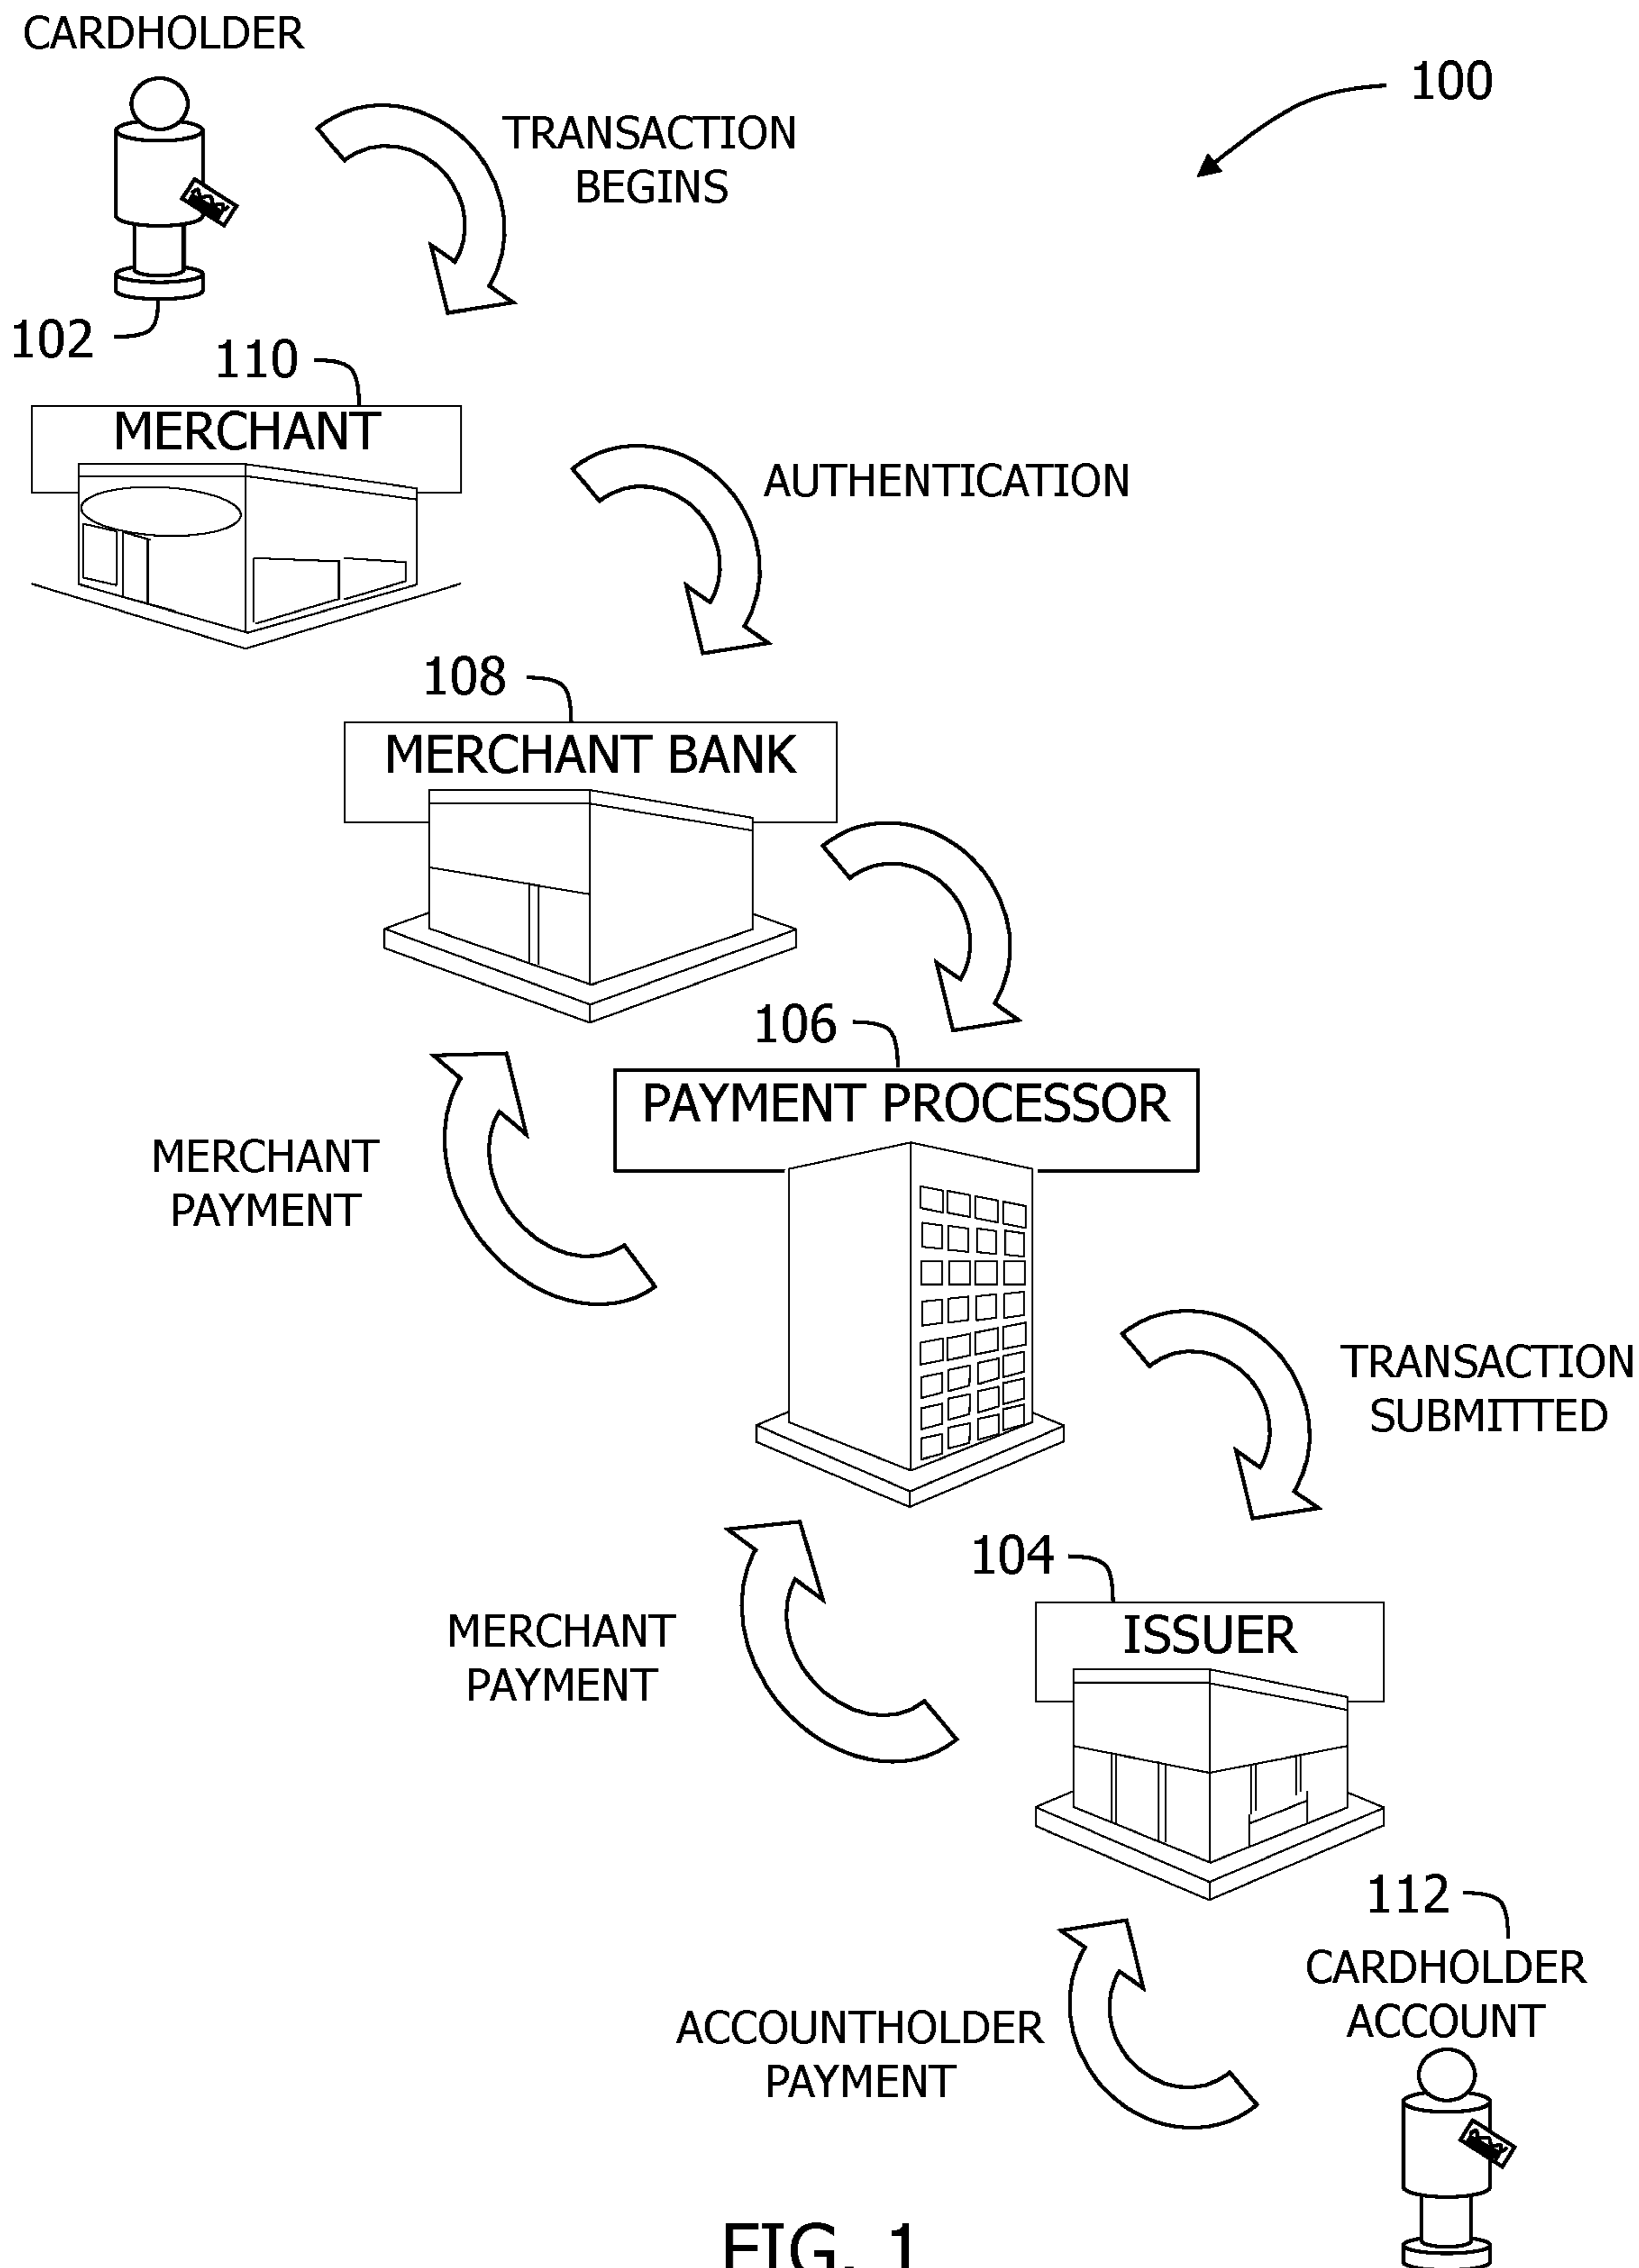 CARDHOLDER
100
TRANSACTION
BEGINS
102
110
MERCHANT
AUTHENTICATION
108
MERCHANT BANK
106
PAYMENT PROCESSOR
MERCHANT
PAYMENT
TRANSACTION
SUBMITTED
104
ISSUER
MERCHANT
PAYMENT
112
CARDHOLDER
ACCOUNT
ACCOUNTHOLDER
PAYMENT
FIG. 1